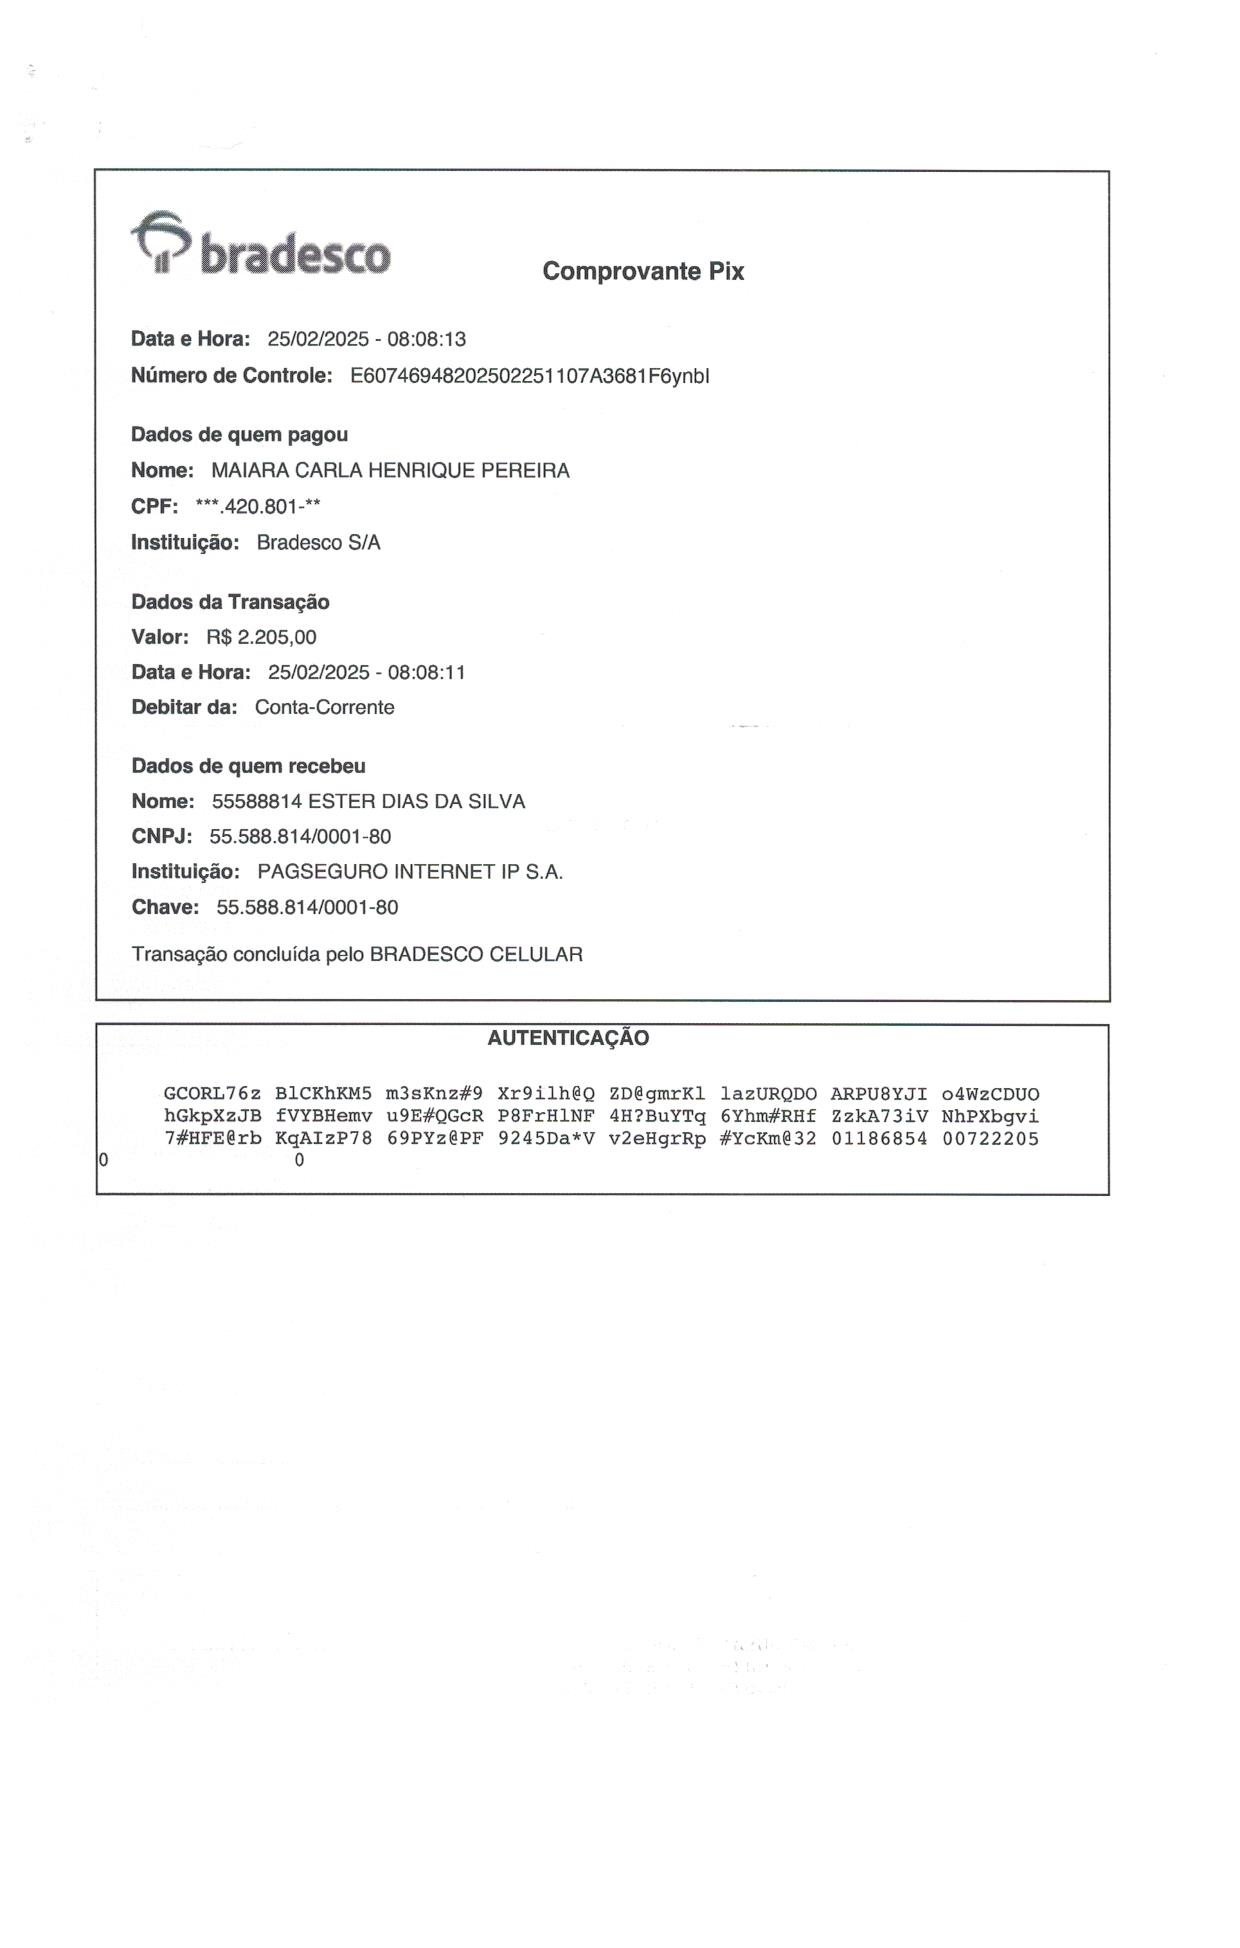 bradesco
Comprovante Pix
Data e Hora: 25/02/2025 - 08:08:13
Número de Controle: E60746948202502251107A3681F6ynbI
Dados de quem pagou
Nome: MAIARA CARLA HENRIQUE PEREIRA
CPF: ***.420.801-**
Instituição: Bradesco S/A
Dados da Transação
Valor: R$ 2.205,00
Data e Hora: 25/02/2025 - 08:08:11
Debitar da: Conta-Corrente
Dados de quem recebeu
Nome: 55588814 ESTER DIAS DA SILVA
CNPJ: 55.588.814/0001-80
Instituição: PAGSEGURO INTERNET IP S.A.
Chave: 55.588.814/0001-80
Transação concluída pelo BRADESCO CELULAR
AUTENTICAÇÃO
GCORL76z BlCKhKM5 m3sKnz#9 Xr9ilh@Q ZD@gmrKl lazURQDO ARPU8YJI o4WzCDUO
hGkpXzJB fVYBHemv u9E#QGcR P8FrHlNF 4H?BuYTq 6Yhm#RHf ZzkA73iV NhPXbgvi
7#HFE@rb KqAIzP78 69PYz@PF 9245Da*V v2eHgrRp #YcKm@32 01186854 00722205
0 0